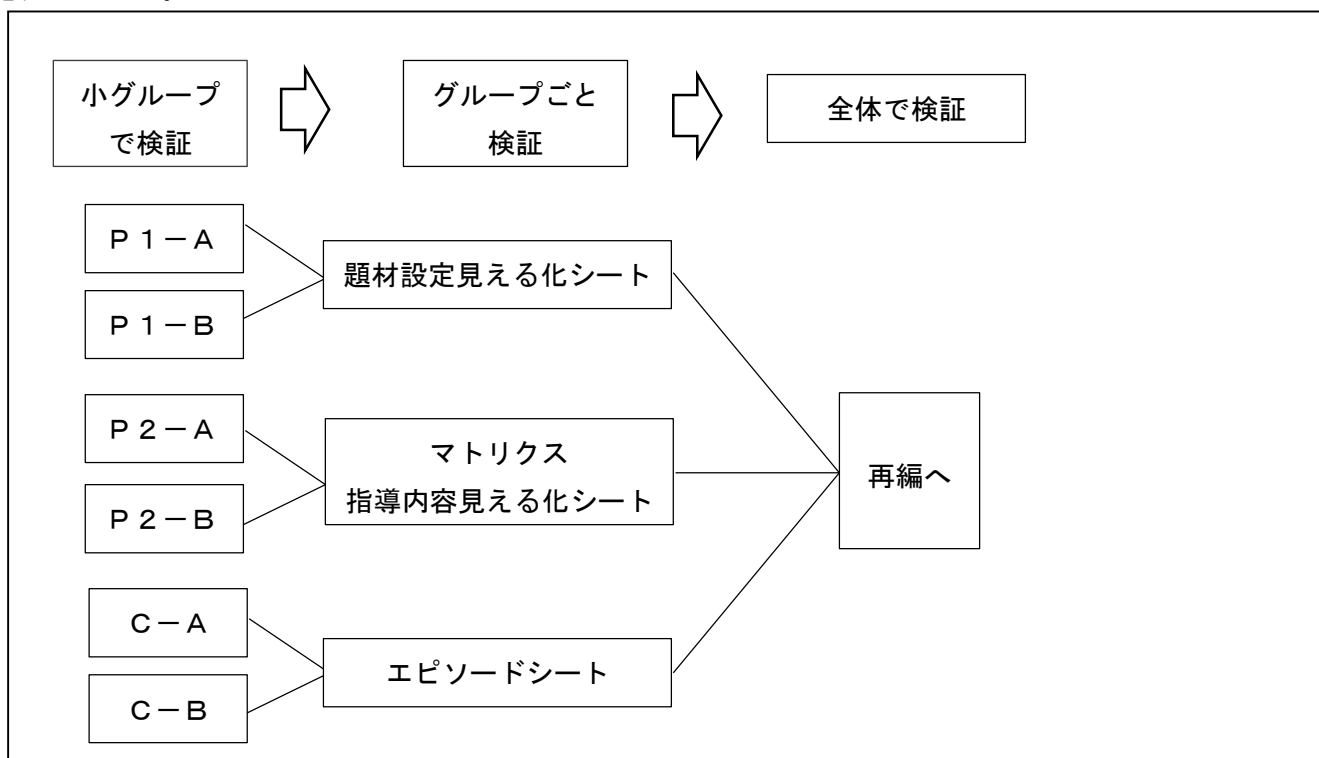 小グループ
で検証
グループごと
検証
全体で検証
Ｐ１－Ａ
Ｐ１－Ｂ
題材設定見える化シート
Ｐ２－Ａ
Ｐ２－Ｂ
マトリクス
指導内容見える化シート
再編へ
Ｃ－Ａ
Ｃ－Ｂ
エピソードシート